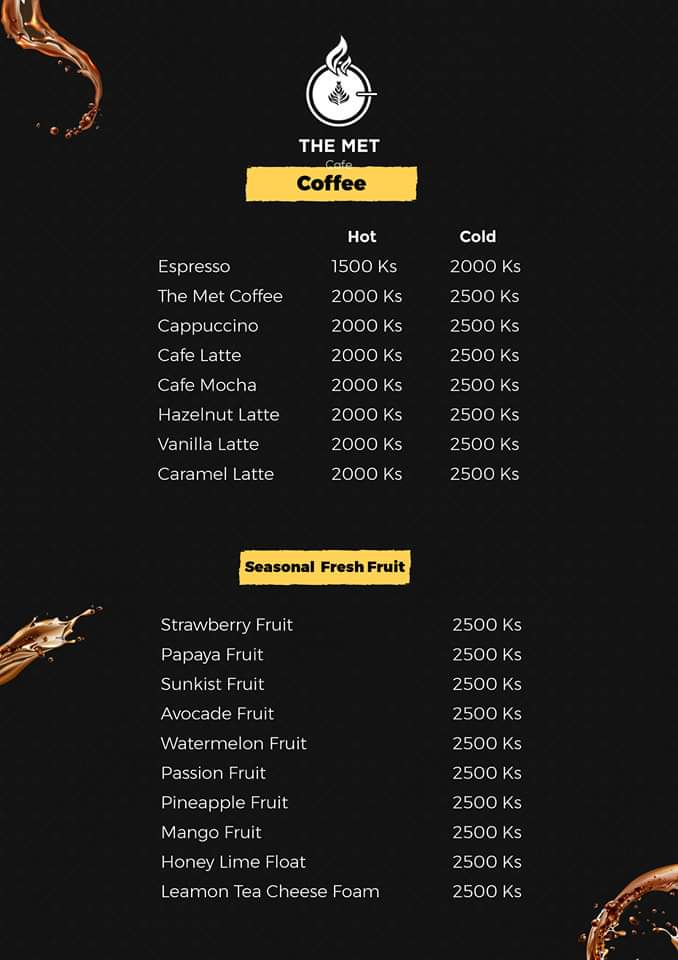 THE MET
Cafe
Coffee
Hot Cold
Espresso 1500 Ks 2000 Ks
The Met Coffee 2000 Ks 2500 Ks
Cappuccino 2000 Ks 2500 Ks
Cafe Latte 2000 Ks 2500 Ks
Cafe Mocha 2000 Ks 2500 Ks
Hazelnut Latte 2000 Ks 2500 Ks
Vanilla Latte 2000 Ks 2500 Ks
Caramel Latte 2000 Ks 2500 Ks
Seasonal Fresh Fruit
Strawberry Fruit 2500 Ks
Papaya Fruit 2500 Ks
Sunkist Fruit 2500 Ks
Avocade Fruit 2500 Ks
Watermelon Fruit 2500 Ks
Passion Fruit 2500 Ks
Pineapple Fruit 2500 Ks
Mango Fruit 2500 Ks
Honey Lime Float 2500 Ks
Leamon Tea Cheese Foam 2500 Ks